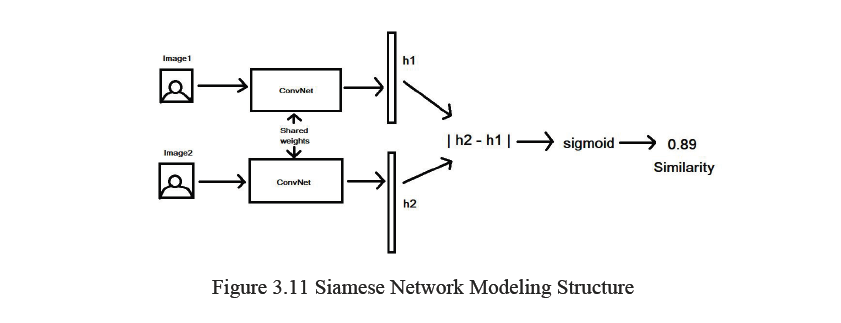 Image1
ConvNet
h1
Shared
weights
| h2 - h1 |
sigmoid
0.89
Similarity
Image2
ConvNet
h2
Figure 3.11 Siamese Network Modeling Structure